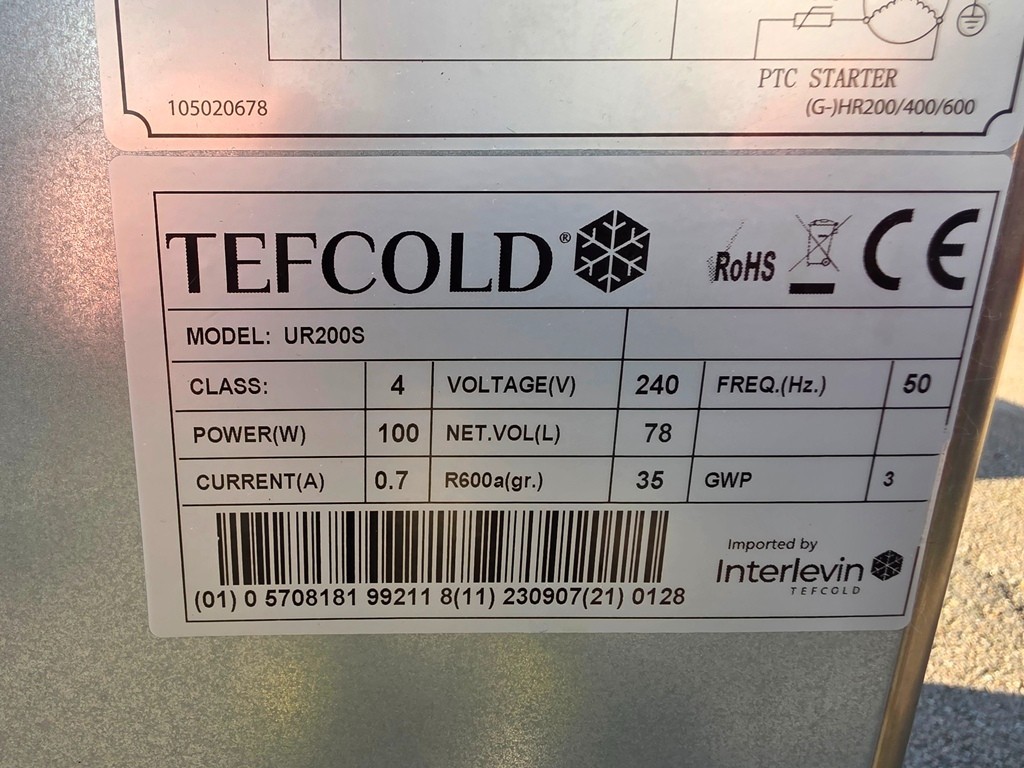 PTC STARTER
105020678
(G-)HR200/400/600
TEFCOLD®
RoHS
CE
MODEL: UR200S
CLASS: 4 VOLTAGE(V) 240 FREQ.(Hz.) 50
POWER(W) 100 NET.VOL(L) 78
CURRENT(A) 0.7 R600a(gr.) 35 GWP 3
Imported by
Interlevin
TEFCOLD
(01) 0 5708181 99211 8(11) 230907(21) 0128